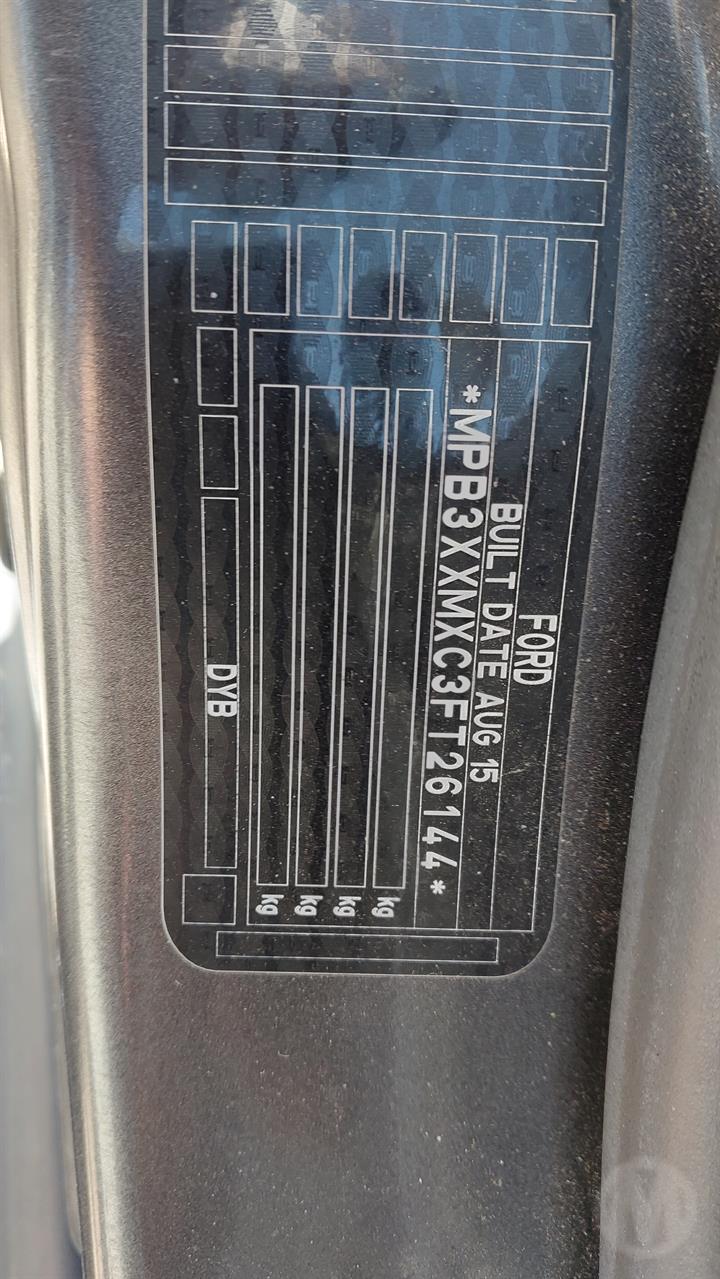 FORD
BUILT DATE AUG 15
*MPB3XXMXC3FT26144*
kg
kg
kg
kg
DYB
M